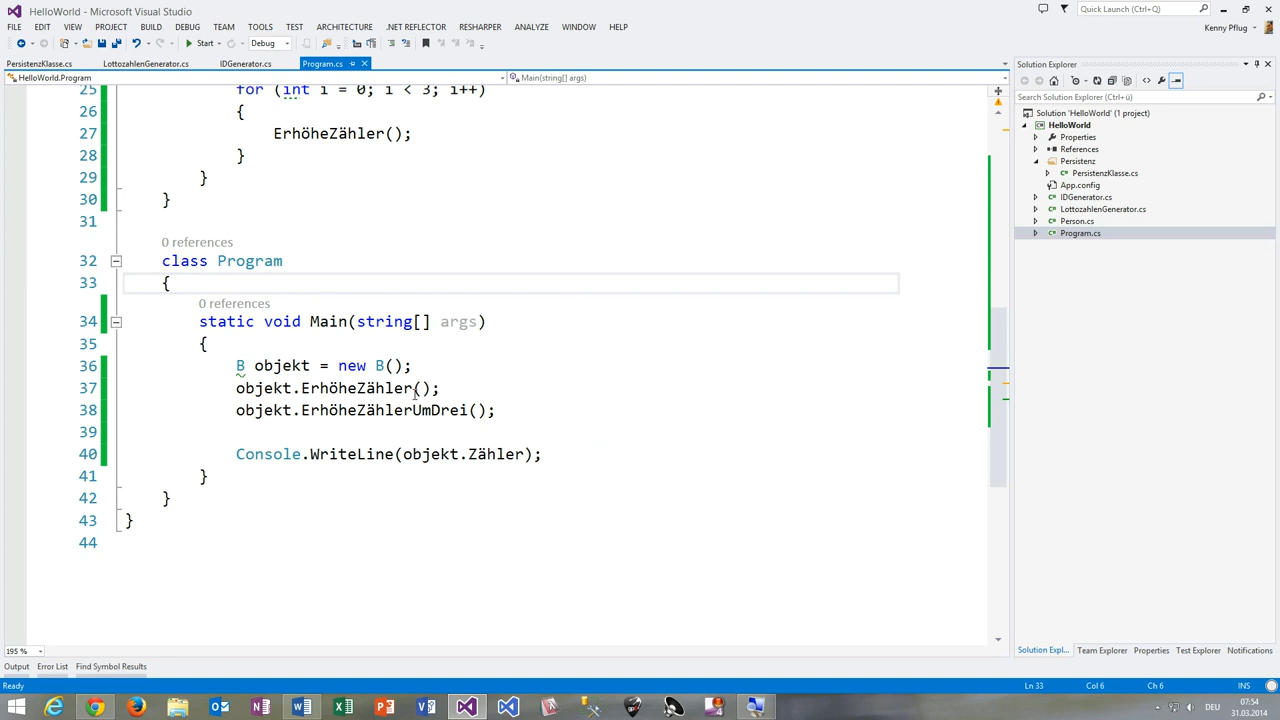 HelloWorld - Microsoft Visual Studio
Quick Launch (Ctrl+Q)
FILE EDIT VIEW PROJECT BUILD DEBUG TEAM TOOLS TEST ARCHITECTURE .NET REFLECTOR RESHARPER ANALYZE WINDOW HELP
Kenny Pflug
Start Debug
PersistenzKlasse.cs LottozahlenGenerator.cs IDGenerator.cs Program.cs
HelloWorld.Program Main(string[] args)
25 for (int i = 0; i < 3; i++)
26 {
27 ErhöheZähler();
28 }
29 }
30 }
31
0 references
32 class Program
33 {
0 references
34 static void Main(string[] args)
35 {
36 B objekt = new B();
37 objekt.ErhöheZähler();
38 objekt.ErhöheZählerUmDrei();
39
40 Console.WriteLine(objekt.Zähler);
41 }
42 }
43 }
44
195 %
Output Error List Find Symbol Results
Ready
Ln 33 Col 6 Ch 6 INS
Solution Explorer
Search Solution Explorer (Ctrl+ü)
Solution 'HelloWorld' (1 project)
HelloWorld
Properties
References
Persistenz
PersistenzKlasse.cs
App.config
IDGenerator.cs
LottozahlenGenerator.cs
Person.cs
Program.cs
Solution Expl... Team Explorer Properties Test Explorer Notifications
DEU
07:54
31.03.2014